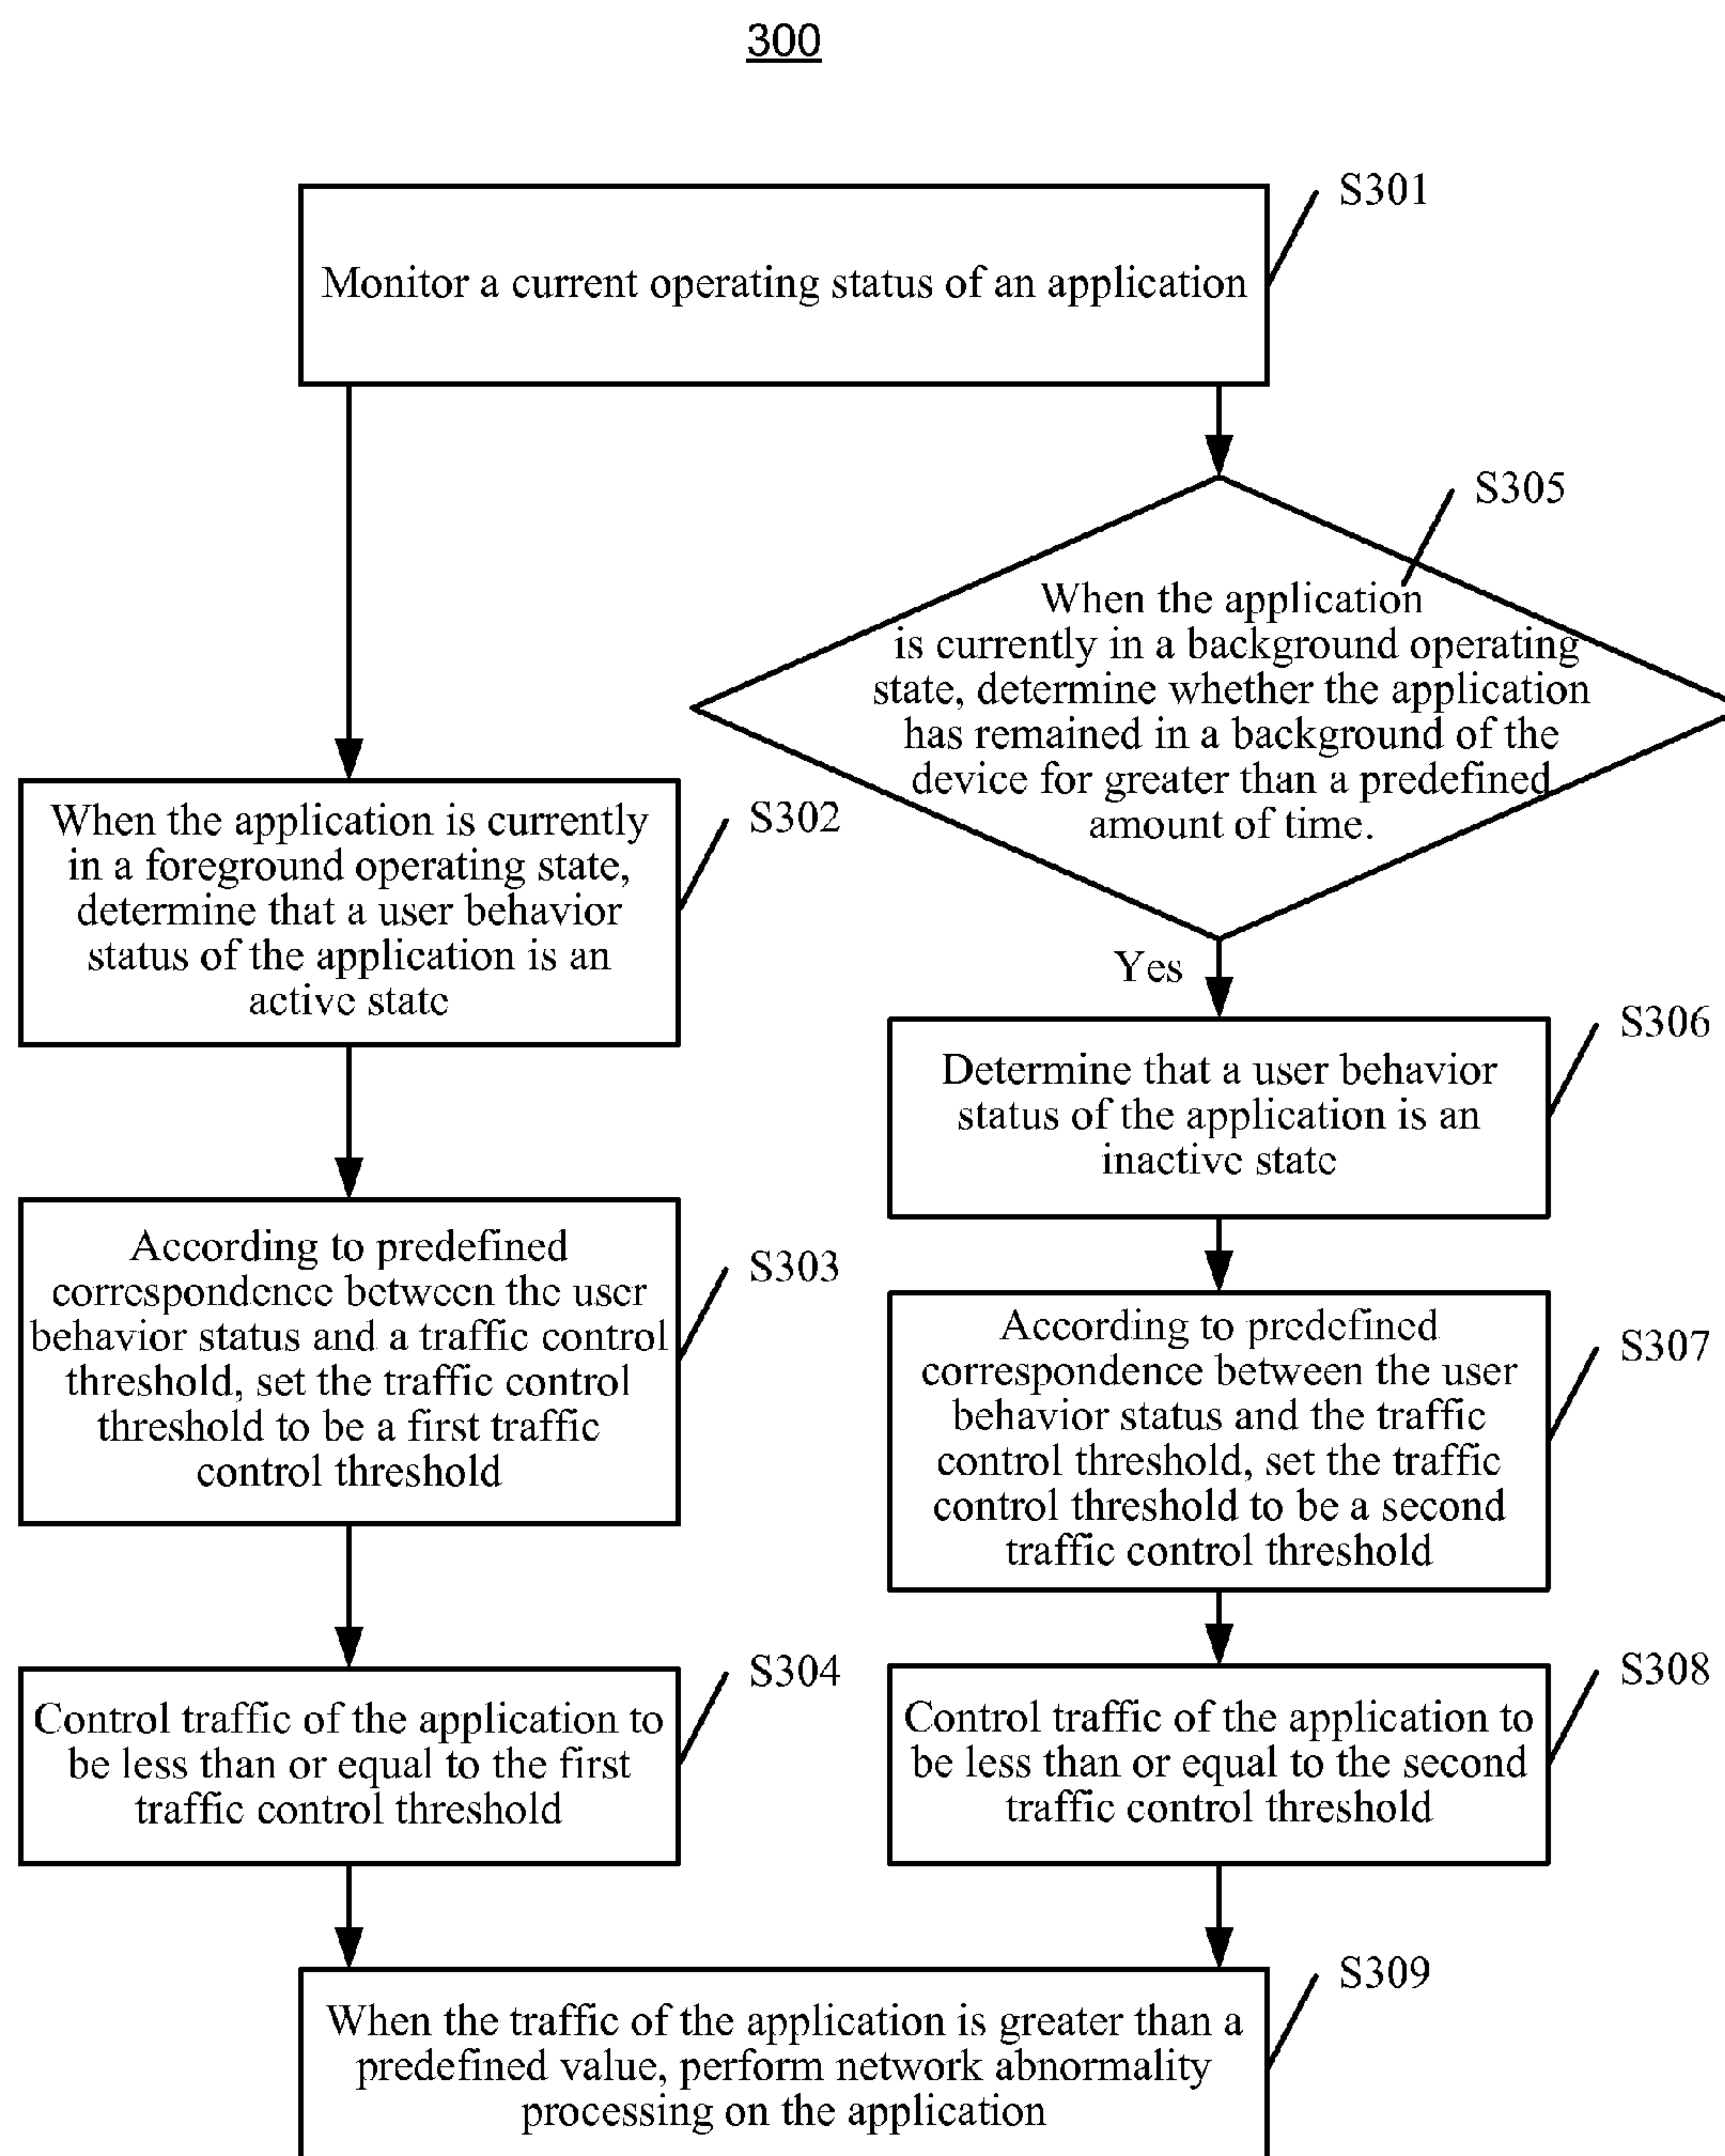 300
S301
Monitor a current operating status of an application
S305
When the application
is currently in a background operating
state, determine whether the application
has remained in a background of the
device for greater than a predefined
amount of time.
When the application is currently
in a foreground operating state,
determine that a user behavior
status of the application is an
active state
S302
Yes
S306
Determine that a user behavior
status of the application is an
inactive state
According to predefined
correspondence between the user
behavior status and a traffic control
threshold, set the traffic control
threshold to be a first traffic
control threshold
S303
According to predefined
correspondence between the user
behavior status and the traffic
control threshold, set the traffic
control threshold to be a second
traffic control threshold
S307
Control traffic of the application to
be less than or equal to the first
traffic control threshold
S304
Control traffic of the application to
be less than or equal to the second
traffic control threshold
S308
When the traffic of the application is greater than a
predefined value, perform network abnormality
processing on the application
S309